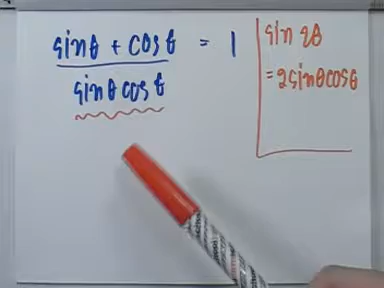 sinθ + cosθ = 1
sinθ cosθ
sin 2θ
= 2sinθcosθ